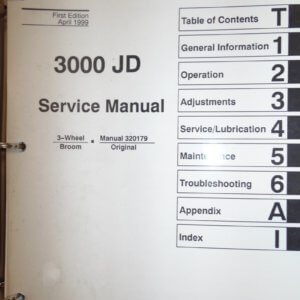 First Edition
April 1999
3000 JD
Service Manual
3-Wheel Manual 320179
Broom Original
Table of Contents T
General Information 1
Operation 2
Adjustments 3
Service/Lubrication 4
Maintenance 5
Troubleshooting 6
Appendix A
Index I